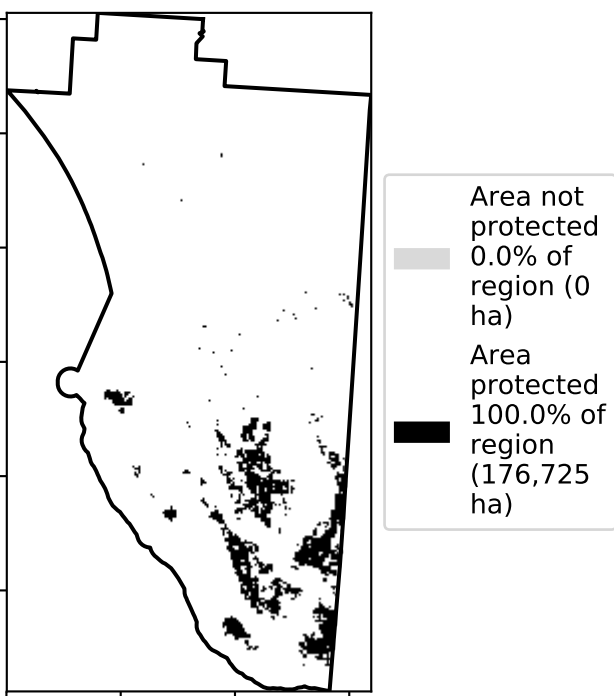 Area not
protected
0.0% of
region (0
ha)
Area
protected
100.0% of
region
(176,725
ha)